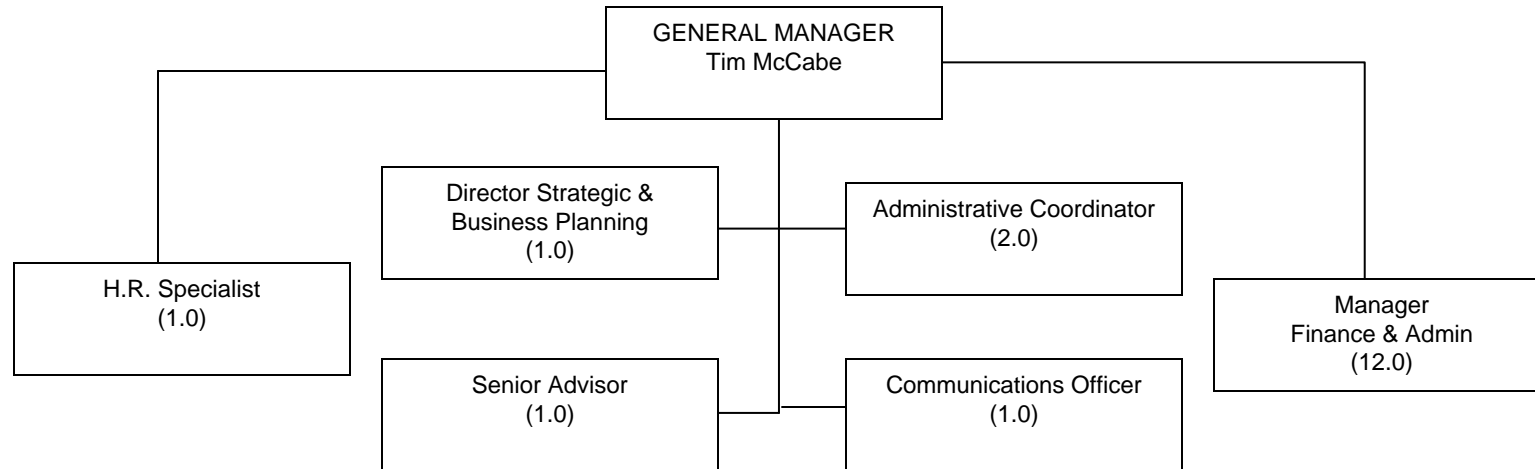 GENERAL MANAGER
Tim McCabe
Director Strategic &
Business Planning
(1.0)
Administrative Coordinator
(2.0)
H.R. Specialist
(1.0)
Manager
Finance & Admin
(12.0)
Senior Advisor
(1.0)
Communications Officer
(1.0)